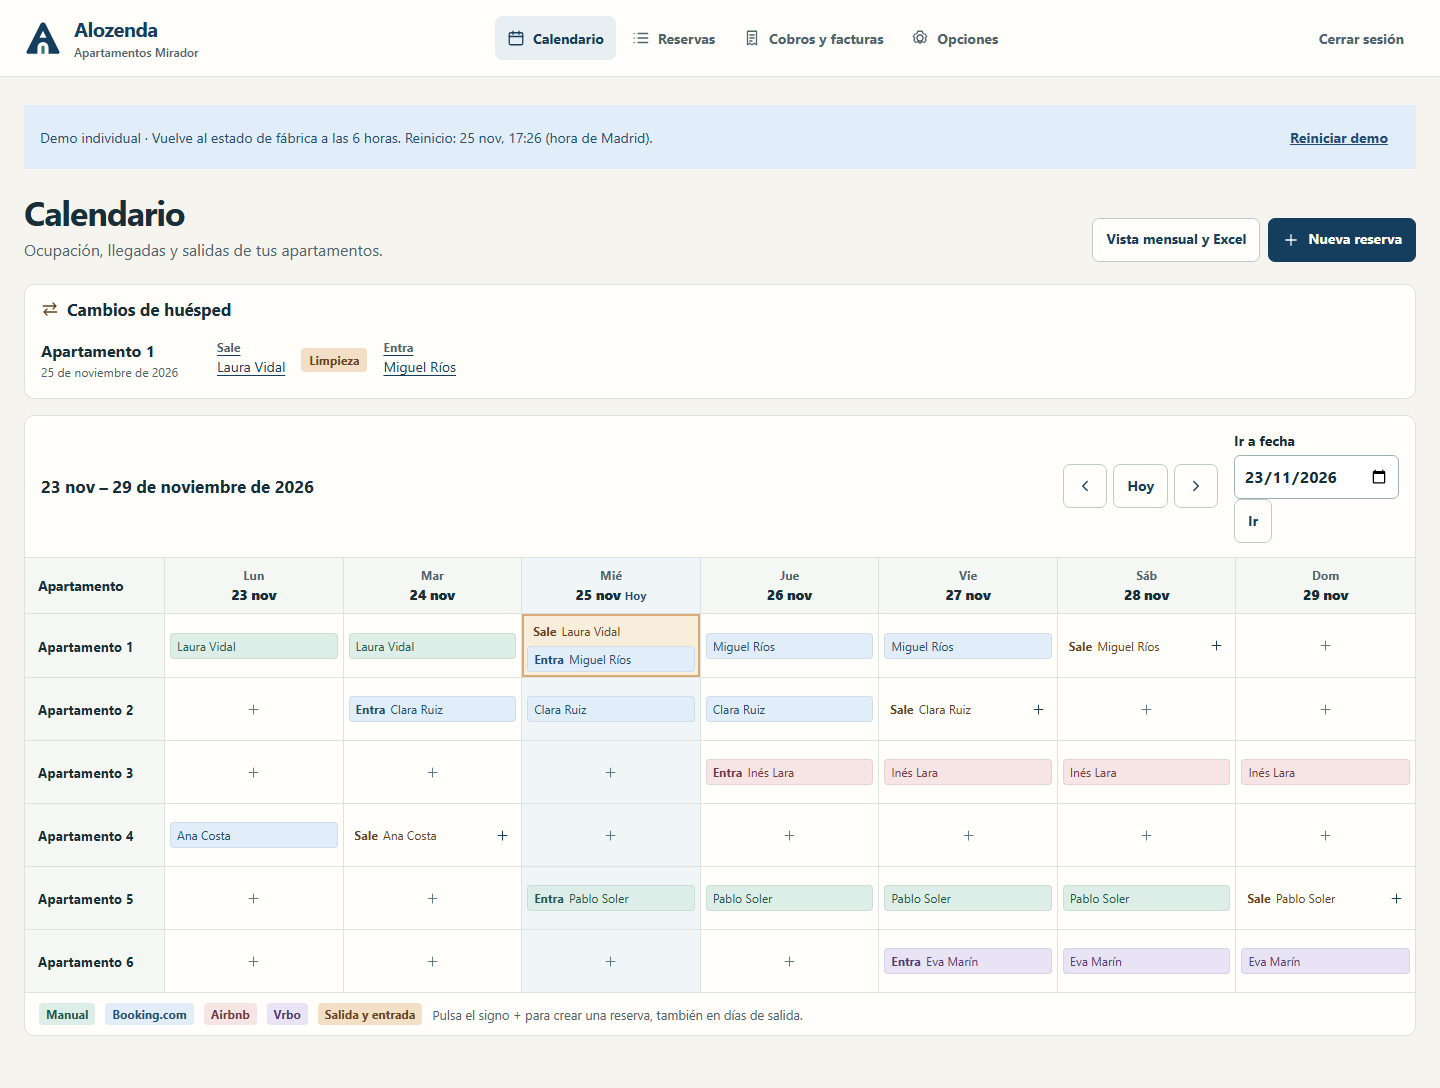 Alozenda
Apartamentos Mirador
Calendario
Reservas
Cobros y facturas
Opciones
Cerrar sesión
Demo individual · Vuelve al estado de fábrica a las 6 horas. Reinicio: 25 nov, 17:26 (hora de Madrid).
Reiniciar demo
Calendario
Ocupación, llegadas y salidas de tus apartamentos.
Vista mensual y Excel
+ Nueva reserva
Cambios de huésped
Apartamento 1
25 de noviembre de 2026
Sale
Laura Vidal
Limpieza
Entra
Miguel Ríos
23 nov – 29 de noviembre de 2026
Hoy
Ir a fecha
23/11/2026
Ir
Apartamento
Lun
23 nov
Mar
24 nov
Mié
25 nov Hoy
Jue
26 nov
Vie
27 nov
Sáb
28 nov
Dom
29 nov
Apartamento 1
Laura Vidal
Laura Vidal
Sale Laura Vidal
Entra Miguel Ríos
Miguel Ríos
Miguel Ríos
Sale Miguel Ríos +
+
Apartamento 2
+
Entra Clara Ruiz
Clara Ruiz
Clara Ruiz
Sale Clara Ruiz +
+
+
Apartamento 3
+
+
+
Entra Inés Lara
Inés Lara
Inés Lara
Inés Lara
Apartamento 4
Ana Costa
Sale Ana Costa +
+
+
+
+
+
Apartamento 5
+
+
Entra Pablo Soler
Pablo Soler
Pablo Soler
Pablo Soler
Sale Pablo Soler +
Apartamento 6
+
+
+
+
Entra Eva Marín
Eva Marín
Eva Marín
Manual
Booking.com
Airbnb
Vrbo
Salida y entrada
Pulsa el signo + para crear una reserva, también en días de salida.